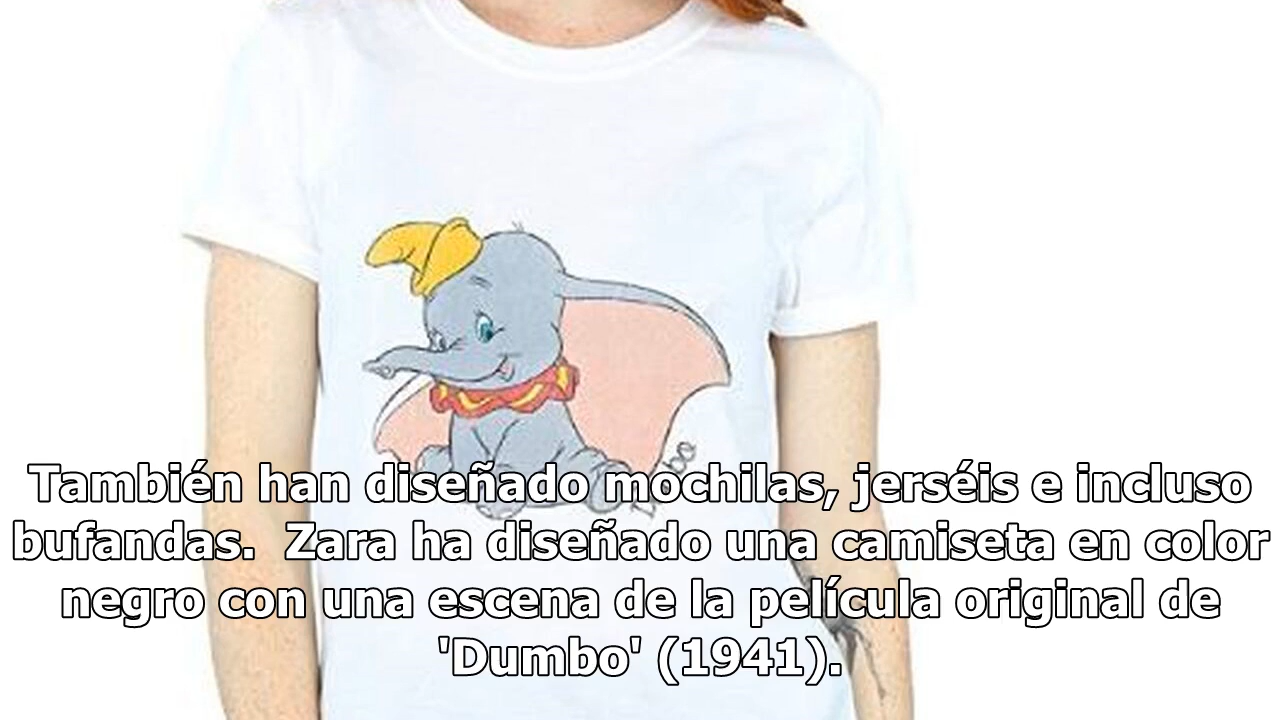 También han diseñado mochilas, jerséis e incluso
bufandas.  Zara ha diseñado una camiseta en color
negro con una escena de la película original de
'Dumbo' (1941).